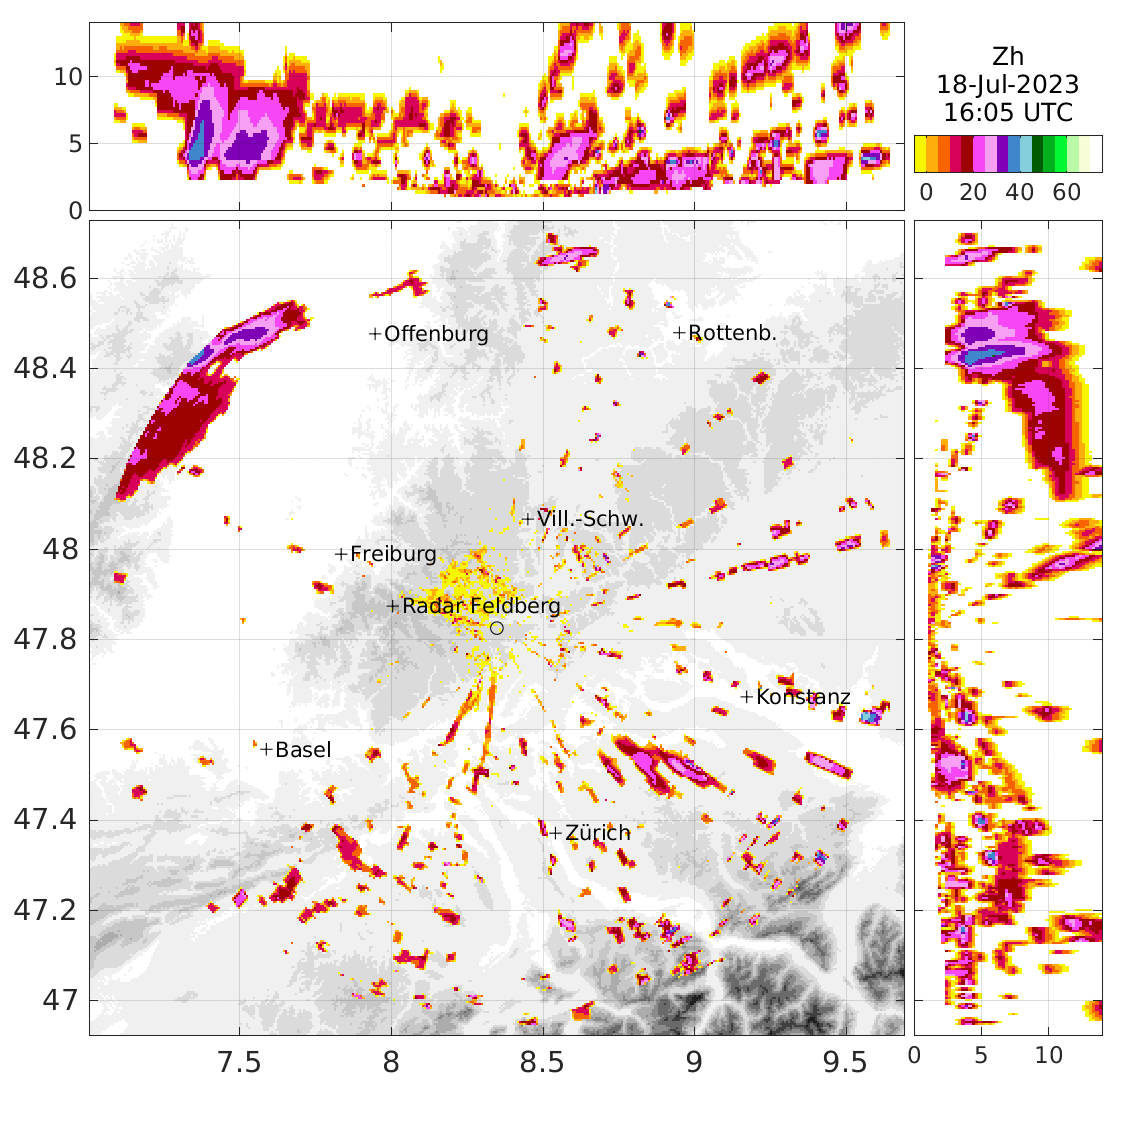 Zh
18-Jul-2023
16:05 UTC
0 20 40 60
10
5
0
48.6
48.4
48.2
48
47.8
47.6
47.4
47.2
47
+Offenburg
+Rottenb.
+Vill.-Schw.
+Freiburg
+Radar Feldberg
+Konstanz
+Basel
+Zürich
7.5 8 8.5 9 9.5
0 5 10